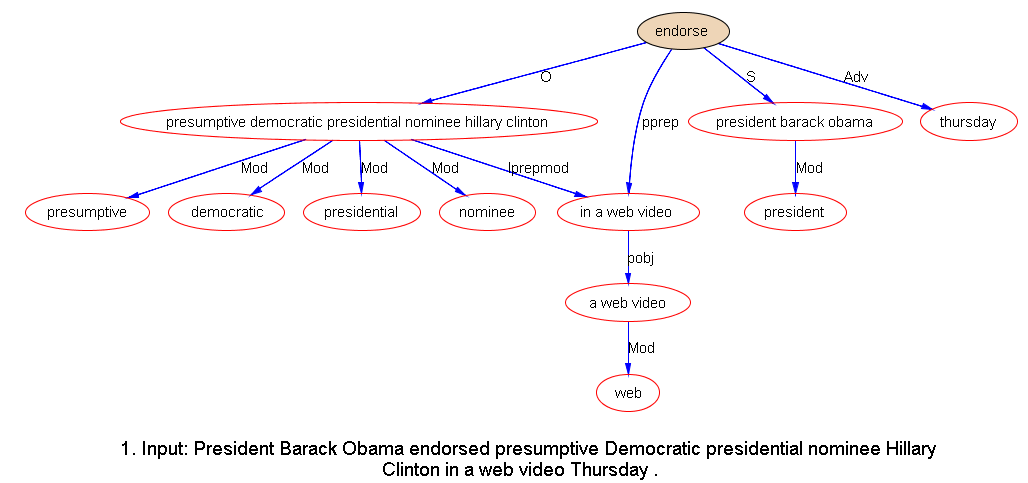 endorse
O
S
Adv
presumptive democratic presidential nominee hillary clinton
pprep
president barack obama
thursday
Mod
Mod
Mod
Mod
lprepmod
Mod
presumptive
democratic
presidential
nominee
in a web video
president
pobj
a web video
Mod
web
1. Input: President Barack Obama endorsed presumptive Democratic presidential nominee Hillary
Clinton in a web video Thursday .